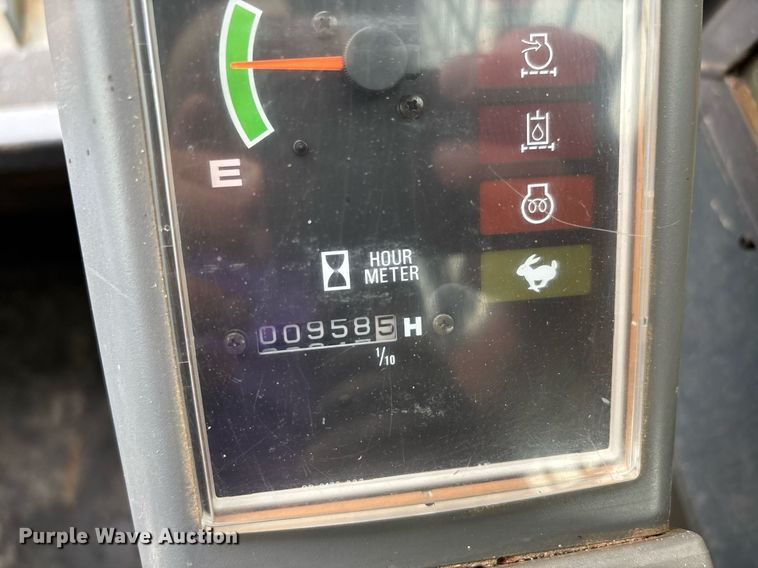 E
HOUR
METER
009585 H
1/10
Purple Wave Auction